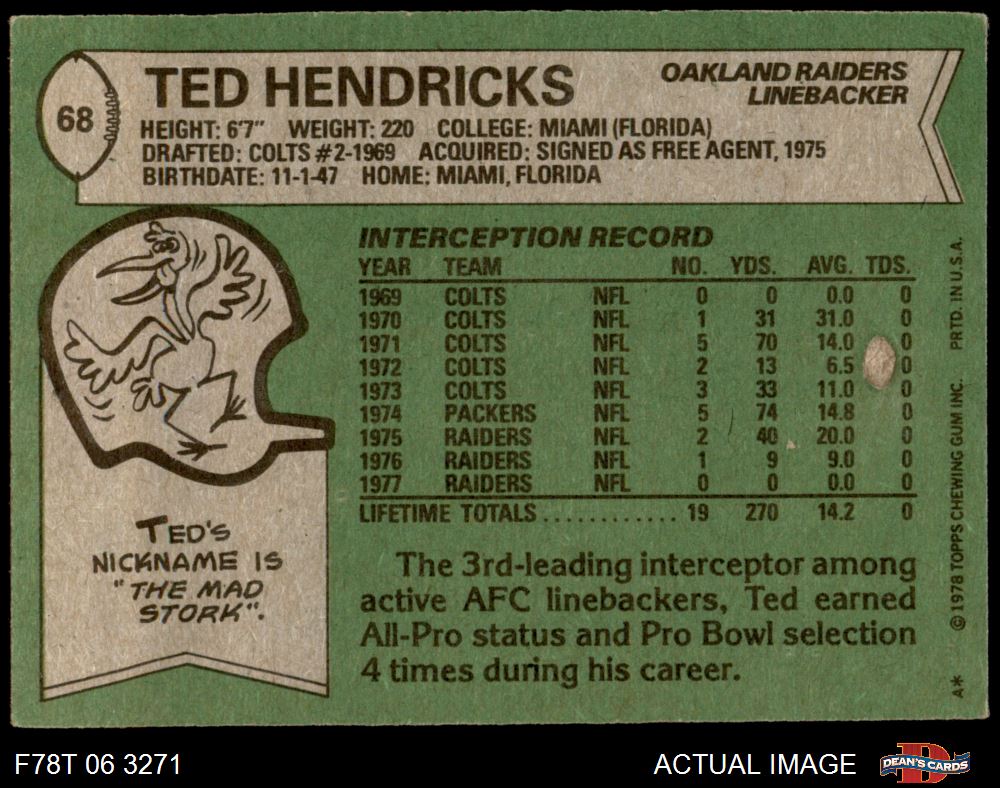 68
TED HENDRICKS
OAKLAND RAIDERS
LINEBACKER
HEIGHT: 6'7" WEIGHT: 220 COLLEGE: MIAMI (FLORIDA)
DRAFTED: COLTS #2-1969 ACQUIRED: SIGNED AS FREE AGENT, 1975
BIRTHDATE: 11-1-47 HOME: MIAMI, FLORIDA
INTERCEPTION RECORD
YEAR TEAM NO. YDS. AVG. TDS.
1969 COLTS NFL 0 0 0.0 0
1970 COLTS NFL 1 31 31.0 0
1971 COLTS NFL 5 70 14.0 0
1972 COLTS NFL 2 13 6.5 0
1973 COLTS NFL 3 33 11.0 0
1974 PACKERS NFL 5 74 14.8 0
1975 RAIDERS NFL 2 40 20.0 0
1976 RAIDERS NFL 1 9 9.0 0
1977 RAIDERS NFL 0 0 0.0 0
LIFETIME TOTALS............ 19 270 14.2 0
The 3rd-leading interceptor among
active AFC linebackers, Ted earned
All-Pro status and Pro Bowl selection
4 times during his career.
TED'S
NICKNAME IS
"THE MAD
STORK".
A* © 1978 TOPPS CHEWING GUM INC. PRTD. IN U.S.A.
F78T 06 3271
ACTUAL IMAGE
DEAN'S CARDS